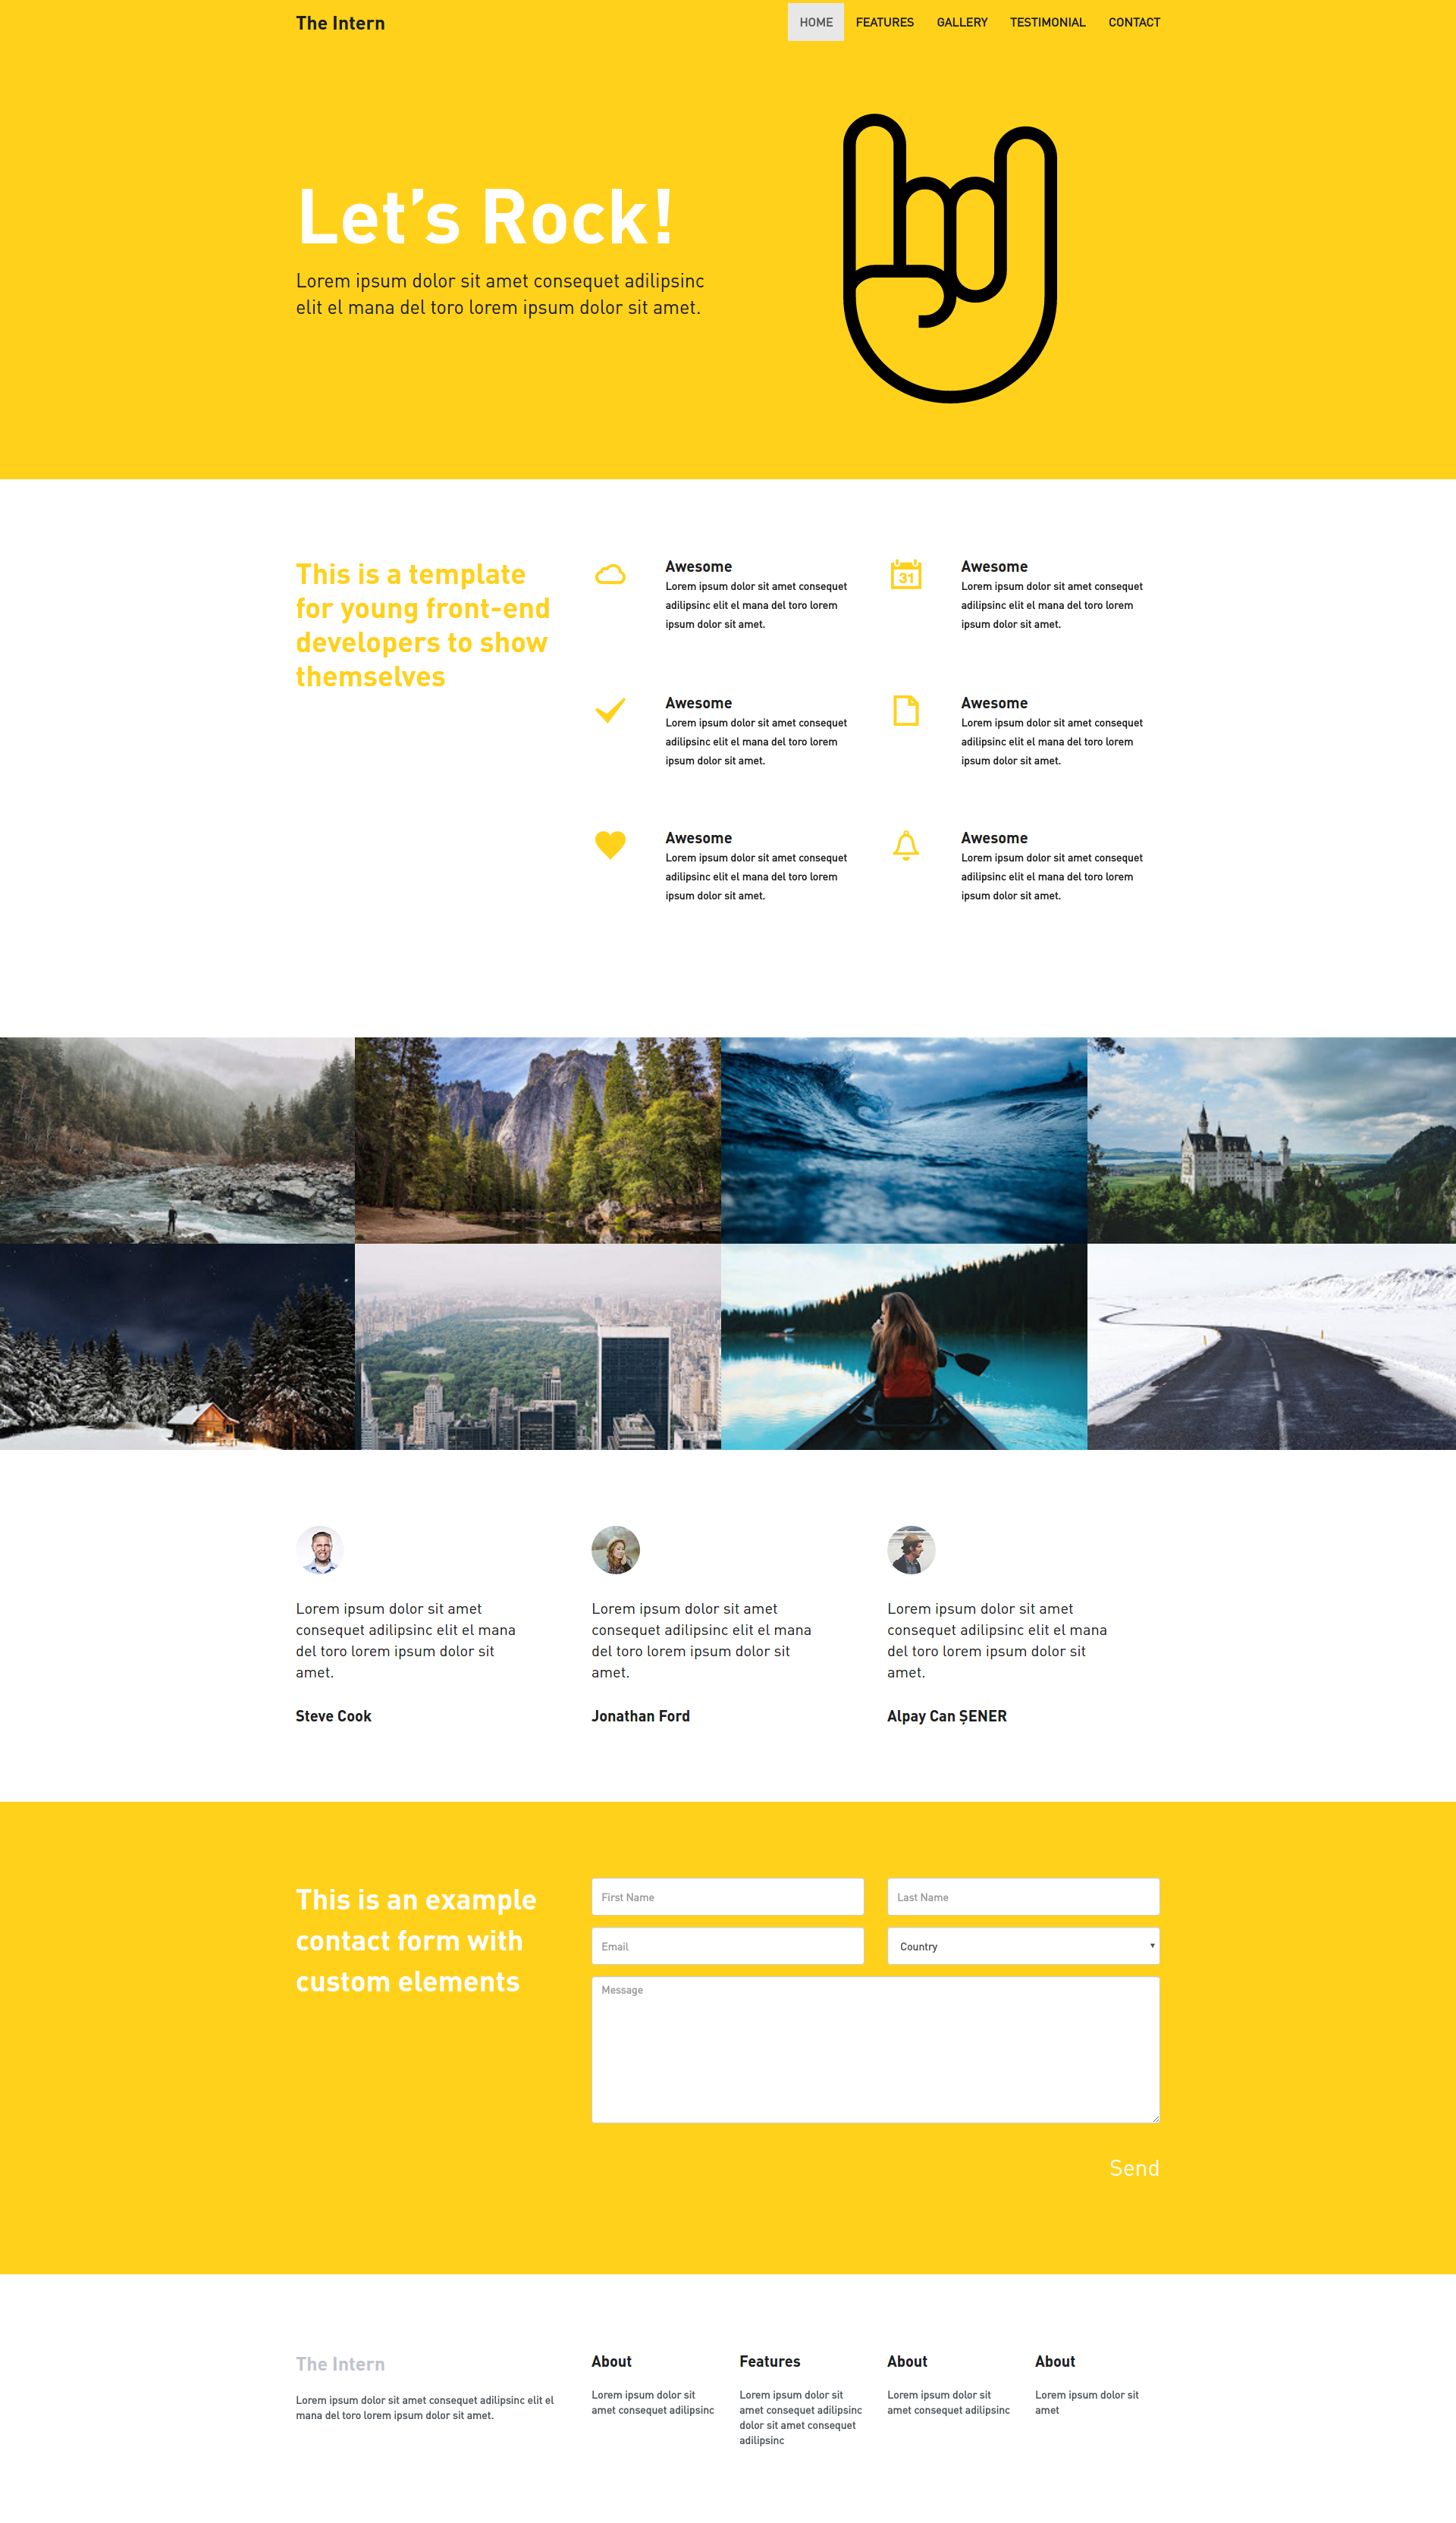 The Intern
HOME FEATURES GALLERY TESTIMONIAL CONTACT
Let's Rock!
Lorem ipsum dolor sit amet consequet adilipsinc
elit el mana del toro lorem ipsum dolor sit amet.
This is a template
for young front-end
developers to show
themselves
Awesome
Lorem ipsum dolor sit amet consequet
adilipsinc elit el mana del toro lorem
ipsum dolor sit amet.
31
Awesome
Lorem ipsum dolor sit amet consequet
adilipsinc elit el mana del toro lorem
ipsum dolor sit amet.
Awesome
Lorem ipsum dolor sit amet consequet
adilipsinc elit el mana del toro lorem
ipsum dolor sit amet.
Awesome
Lorem ipsum dolor sit amet consequet
adilipsinc elit el mana del toro lorem
ipsum dolor sit amet.
Awesome
Lorem ipsum dolor sit amet consequet
adilipsinc elit el mana del toro lorem
ipsum dolor sit amet.
Awesome
Lorem ipsum dolor sit amet consequet
adilipsinc elit el mana del toro lorem
ipsum dolor sit amet.
Lorem ipsum dolor sit amet
consequet adilipsinc elit el mana
del toro lorem ipsum dolor sit
amet.
Steve Cook
Lorem ipsum dolor sit amet
consequet adilipsinc elit el mana
del toro lorem ipsum dolor sit
amet.
Jonathan Ford
Lorem ipsum dolor sit amet
consequet adilipsinc elit el mana
del toro lorem ipsum dolor sit
amet.
Alpay Can ŞENER
This is an example
contact form with
custom elements
First Name
Last Name
Email
Country
Message
Send
The Intern
Lorem ipsum dolor sit amet consequet adilipsinc elit el
mana del toro lorem ipsum dolor sit amet.
About
Lorem ipsum dolor sit
amet consequet adilipsinc
Features
Lorem ipsum dolor sit
amet consequet adilipsinc
dolor sit amet consequet
adilipsinc
About
Lorem ipsum dolor sit
amet consequet adilipsinc
About
Lorem ipsum dolor sit
amet